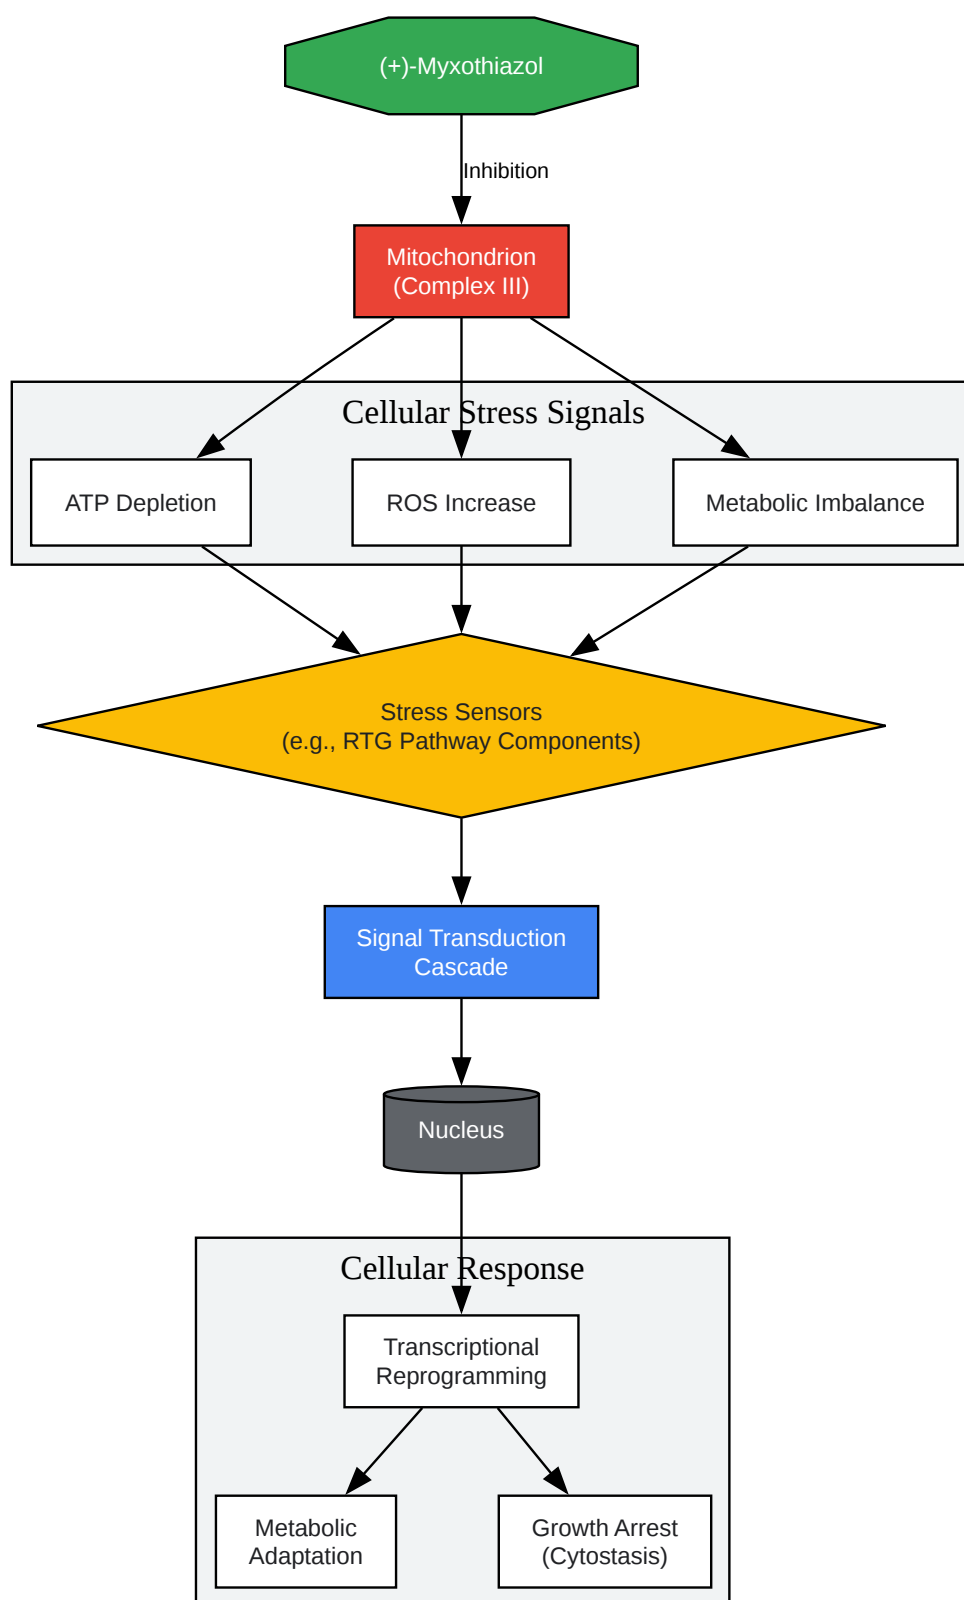 (+)-Myxothiazol
Inhibition
Mitochondrion
(Complex III)
Cellular Stress Signals
ATP Depletion
ROS Increase
Metabolic Imbalance
Stress Sensors
(e.g., RTG Pathway Components)
Signal Transduction
Cascade
Nucleus
Cellular Response
Transcriptional
Reprogramming
Metabolic
Adaptation
Growth Arrest
(Cytostasis)